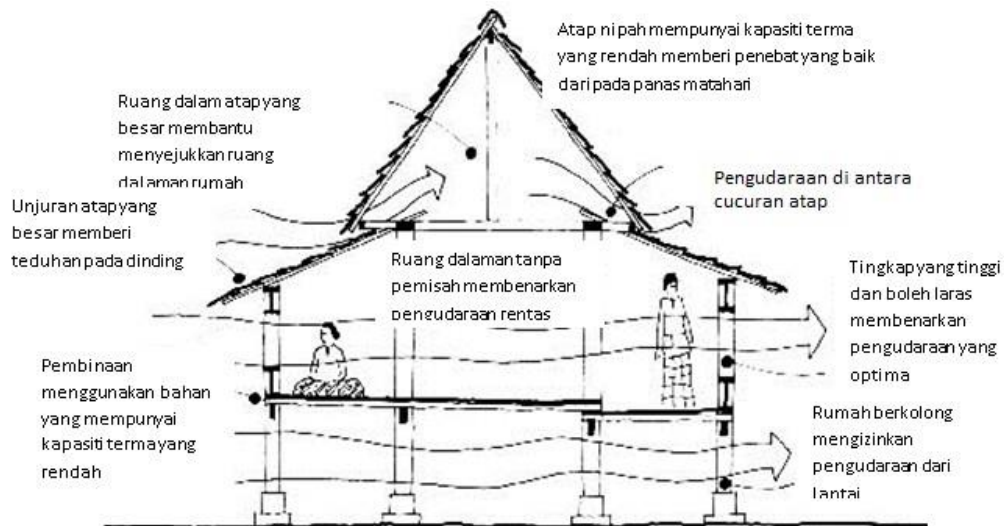 Atap nipah mempunyai kapasiti terma
yang rendah memberi penebat yang baik
dari pada panas matahari
Ruang dalam atap yang
besar membantu
menyejukkan ruang
dalaman rumah
Pengudaraan di antara
cucuran atap
Unjuran atap yang
besar memberi
teduhan pada dinding
Ruang dalaman tanpa
pemisah membenarkan
pengudaraan rentas
Tingkap yang tinggi
dan boleh laras
membenarkan
pengudaraan yang
optima
Pembinaan
menggunakan bahan
yang mempunyai
kapasiti terma yang
rendah
Rumah berkolong
mengizinkan
pengudaraan dari
lantai